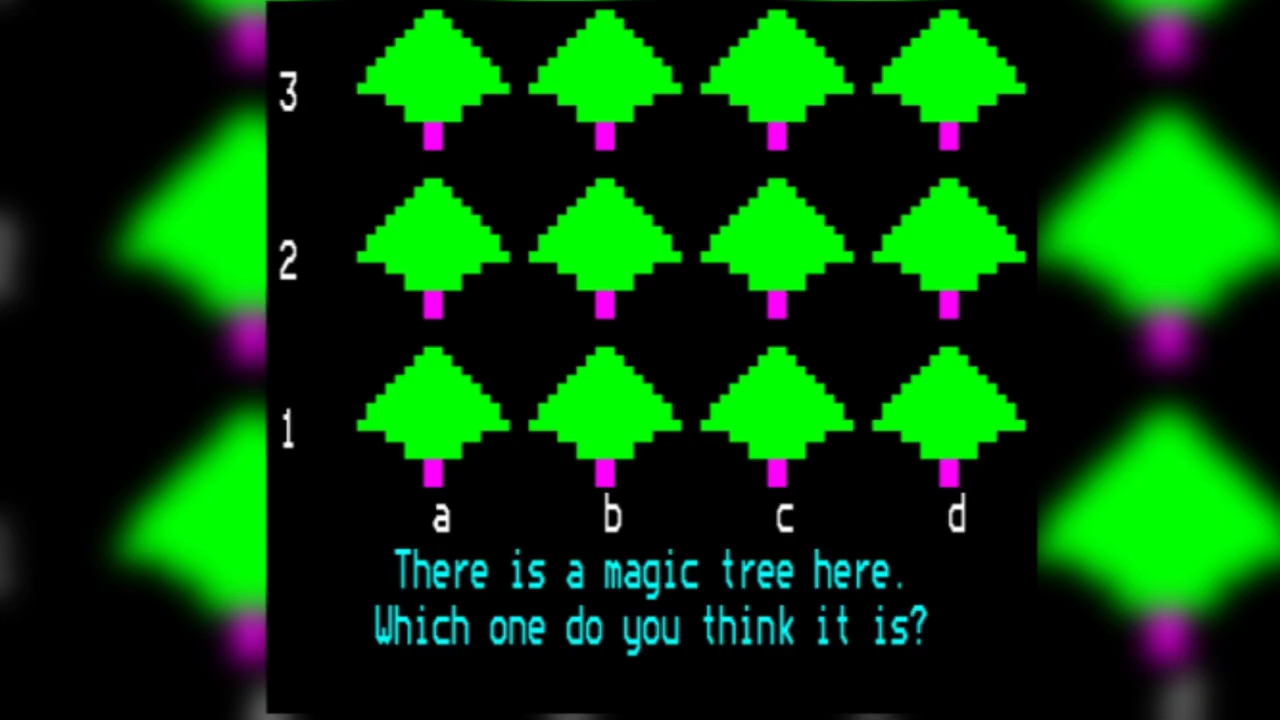 3
2
1
a b c d
There is a magic tree here.
Which one do you think it is?